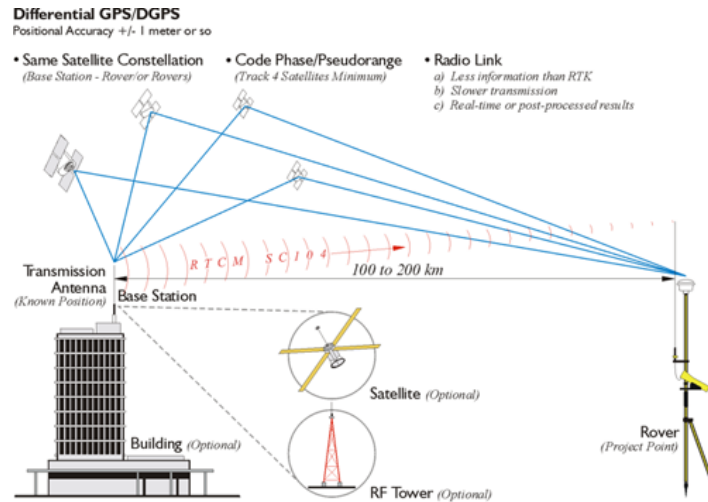 Differential GPS/DGPS
Positional Accuracy +/- 1 meter or so
• Same Satellite Constellation
(Base Station - Rover/or Rovers)
• Code Phase/Pseudorange
(Track 4 Satellites Minimum)
• Radio Link
a) Less information than RTK
b) Slower transmission
c) Real-time or post-processed results
RTCM SC104
100 to 200 km
Transmission
Antenna
(Known Position)
Base Station
Satellite (Optional)
Building (Optional)
RF Tower (Optional)
Rover
(Project Point)